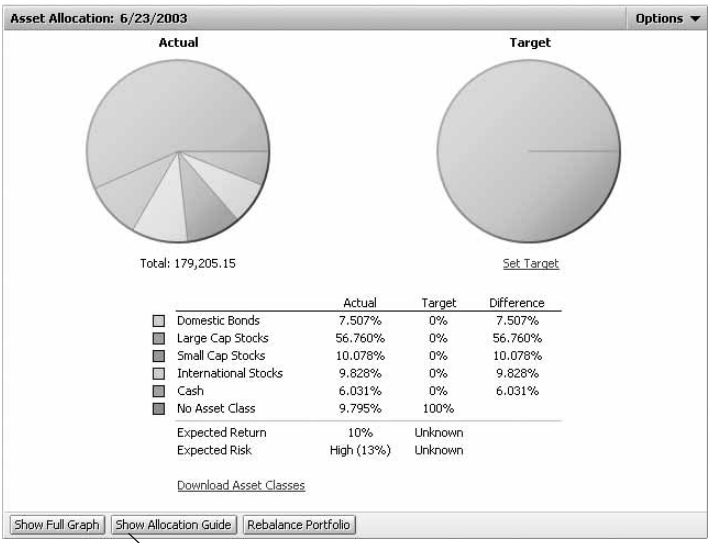 Asset Allocation: 6/23/2003 Options
Actual Target
Total: 179,205.15 Set Target
Actual Target Difference
Domestic Bonds 7.507% 0% 7.507%
Large Cap Stocks 56.760% 0% 56.760%
Small Cap Stocks 10.078% 0% 10.078%
International Stocks 9.828% 0% 9.828%
Cash 6.031% 0% 6.031%
No Asset Class 9.795% 100%
Expected Return 10% Unknown
Expected Risk High (13%) Unknown
Download Asset Classes
Show Full Graph Show Allocation Guide Rebalance Portfolio